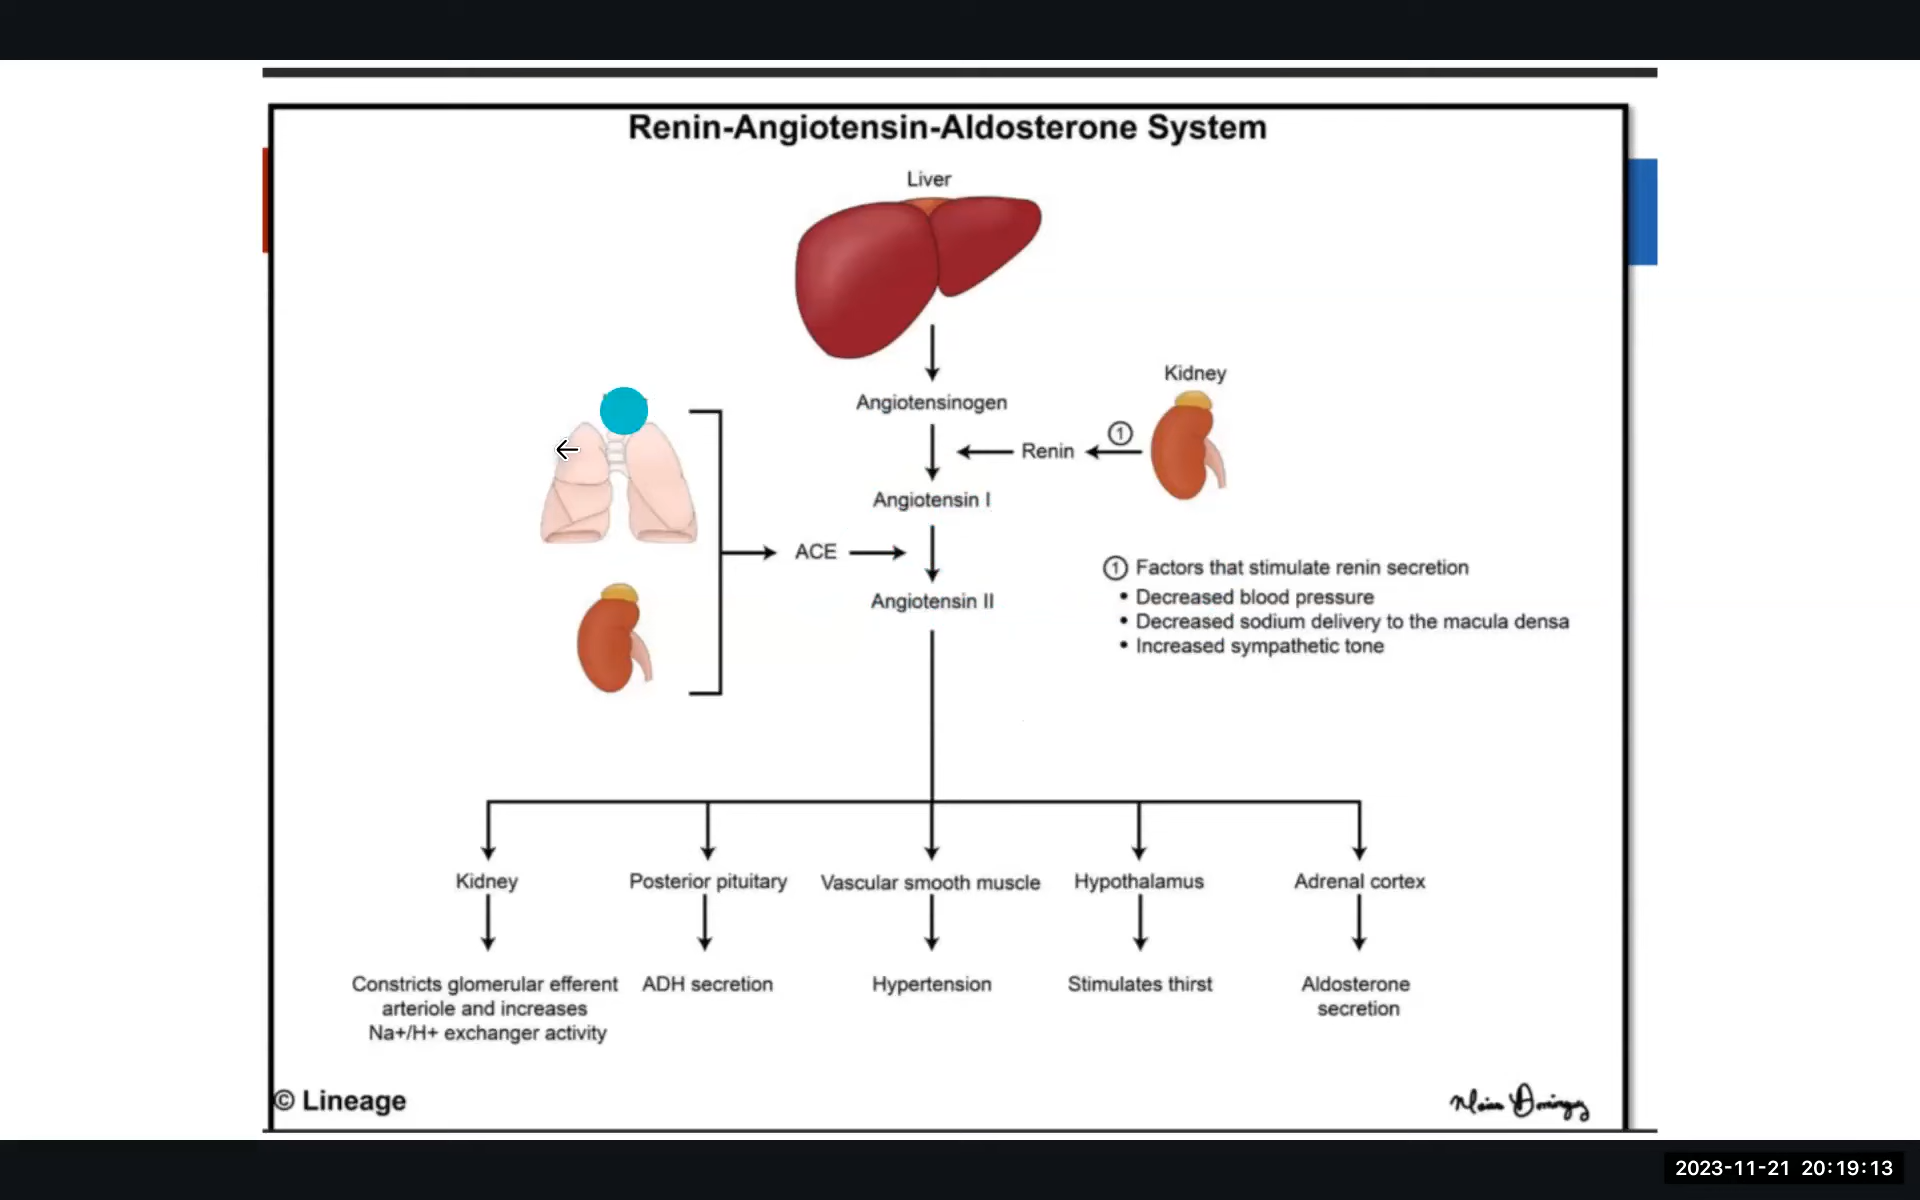 Renin-Angiotensin-Aldosterone System
Liver
Kidney
Angiotensinogen
1
Renin
Angiotensin I
ACE
Angiotensin II
1 Factors that stimulate renin secretion
• Decreased blood pressure
• Decreased sodium delivery to the macula densa
• Increased sympathetic tone
Kidney
Posterior pituitary
Vascular smooth muscle
Hypothalamus
Adrenal cortex
Constricts glomerular efferent
arteriole and increases
Na+/H+ exchanger activity
ADH secretion
Hypertension
Stimulates thirst
Aldosterone
secretion
© Lineage
2023-11-21 20:19:13